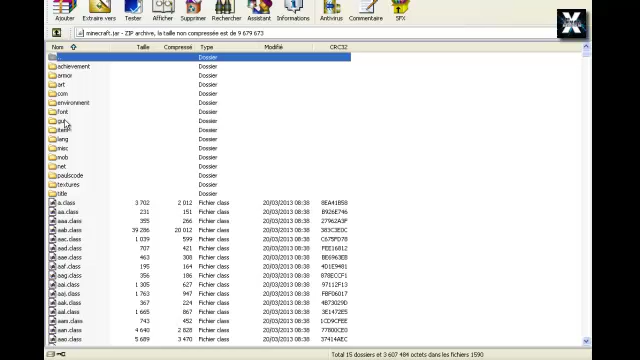 Ajouter Extraire vers Tester Afficher Supprimer Rechercher Assistant Informations Antivirus Commentaire SFX
minecraft.jar - ZIP archive, la taille non compressée est de 9 679 673
Nom Taille Compressé Type Modifié CRC32
.. Dossier
achievement Dossier
armor Dossier
art Dossier
com Dossier
environment Dossier
font Dossier
gui Dossier
item Dossier
lang Dossier
misc Dossier
mob Dossier
net Dossier
paulscode Dossier
textures Dossier
title Dossier
a.class 3 702 2 012 Fichier class 20/03/2013 08:38 8EA41B58
aa.class 231 151 Fichier class 20/03/2013 08:38 B926E746
aaa.class 355 266 Fichier class 20/03/2013 08:38 27962A3F
aab.class 39 286 20 012 Fichier class 20/03/2013 08:38 383C3E0C
aac.class 1 039 599 Fichier class 20/03/2013 08:38 C675FD78
aad.class 707 421 Fichier class 20/03/2013 08:38 FEE16812
aae.class 463 308 Fichier class 20/03/2013 08:38 BE6963EB
aaf.class 195 164 Fichier class 20/03/2013 08:38 6EE49481
aag.class 356 186 Fichier class 20/03/2013 08:38 878ECCF1
aai.class 1 305 627 Fichier class 20/03/2013 08:38 97112F23
aaj.class 1 763 947 Fichier class 20/03/2013 08:38
aak.class 367 224 Fichier class 20/03/2013 08:38 4B73029D
aal.class 1 665 867 Fichier class 20/03/2013 08:38 3E1472E5
aam.class 743 452 Fichier class 20/03/2013 08:38 1CD9CFEE
aan.class 4 640 2 828 Fichier class 20/03/2013 08:38 77800CE0
aao.class 5 689 3 470 Fichier class 20/03/2013 08:38 37414AEC
Total 15 dossiers et 3 607 484 octets dans les fichiers 1590